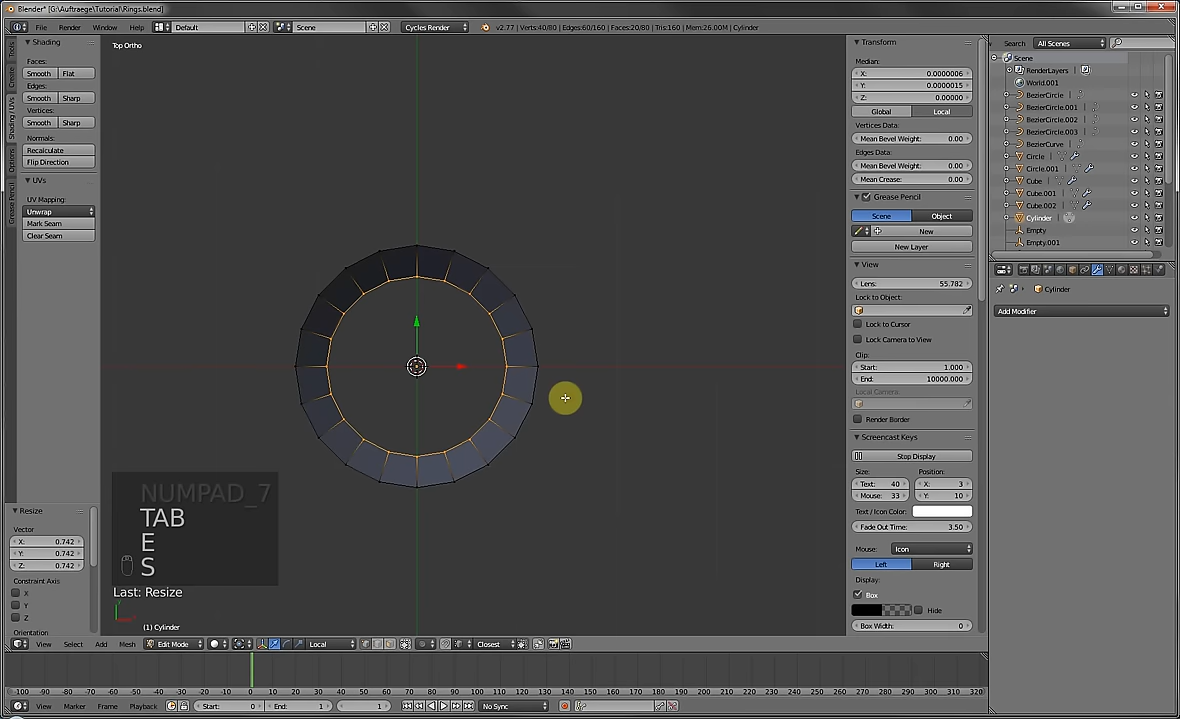 Blender* [G:\Auftraege\Tutorial\Rings.blend]
File Render Window Help Default Scene Cycles Render v2.77 | Verts:40/80 | Edges:60/160 | Faces:20/80 | Tris:160 | Mem:26.00M | Cylinder
Tools
Create
Shading / UVs
Options
Grease Pencil
Shading
Faces:
Smooth Flat
Edges:
Smooth Sharp
Vertices:
Smooth Sharp
Normals:
Recalculate
Flip Direction
UVs
UV Mapping:
Unwrap
Mark Seam
Clear Seam
Resize
Vector
X: 0.742
Y: 0.742
Z: 0.742
Constraint Axis
X
Y
Z
Orientation
Top Ortho
NUMPAD_7
TAB
E
S
Last: Resize
(1) Cylinder
View Select Add Mesh Edit Mode Local Closest
Transform
Median:
X: 0.0000006
Y: 0.0000015
Z: 0.00000
Global Local
Vertices Data:
Mean Bevel Weight: 0.00
Edges Data:
Mean Bevel Weight: 0.00
Mean Crease: 0.00
Grease Pencil
Scene Object
New
New Layer
View
Lens: 55.782
Lock to Object:
Lock to Cursor
Lock Camera to View
Clip:
Start: 1.000
End: 10000.000
Local Camera:
Render Border
Screencast Keys
Stop Display
Size: Position:
Text: 40 X: 3
Mouse: 33 Y: 10
Text / Icon Color:
Fade Out Time: 3.50
Mouse: Icon
Left Right
Display:
Box
Hide
Box Width: 0
Search All Scenes
Scene
RenderLayers
World.001
BezierCircle
BezierCircle.001
BezierCircle.002
BezierCircle.003
BezierCurve
Circle
Circle.001
Cube
Cube.001
Cube.002
Cylinder
Empty
Empty.001
Cylinder
Add Modifier
-100 -90 -80 -70 -60 -50 -40 -30 -20 -10 0 10 20 30 40 50 60 70 80 90 100 110 120 130 140 150 160 170 180 190 200 210 220 230 240 250 260 270 280 290 300 310 320
View Marker Frame Playback Start: 0 End: 1 1 No Sync